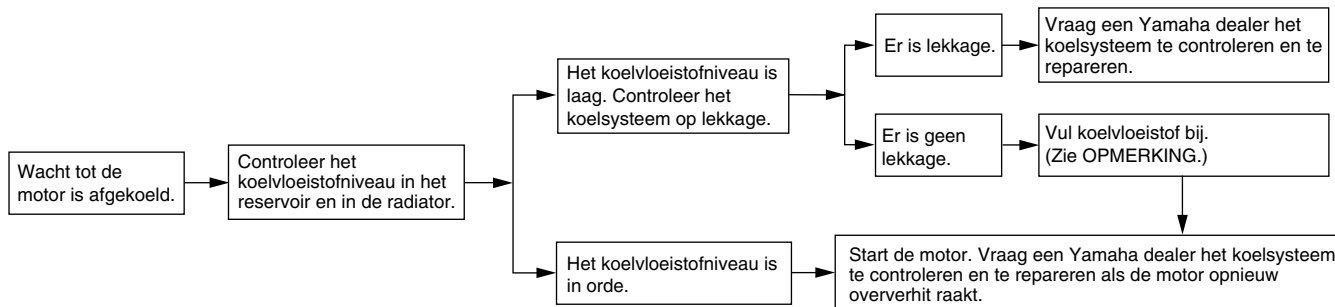 Wacht tot de
motor is afgekoeld.
Controleer het
koelvloeistofniveau in het
reservoir en in de radiator.
Het koelvloeistofniveau is
laag. Controleer het
koelsysteem op lekkage.
Er is lekkage.
Vraag een Yamaha dealer het
koelsysteem te controleren en te
repareren.
Er is geen
lekkage.
Vul koelvloeistof bij.
(Zie OPMERKING.)
Het koelvloeistofniveau is
in orde.
Start de motor. Vraag een Yamaha dealer het koelsysteem
te controleren en te repareren als de motor opnieuw
oververhit raakt.